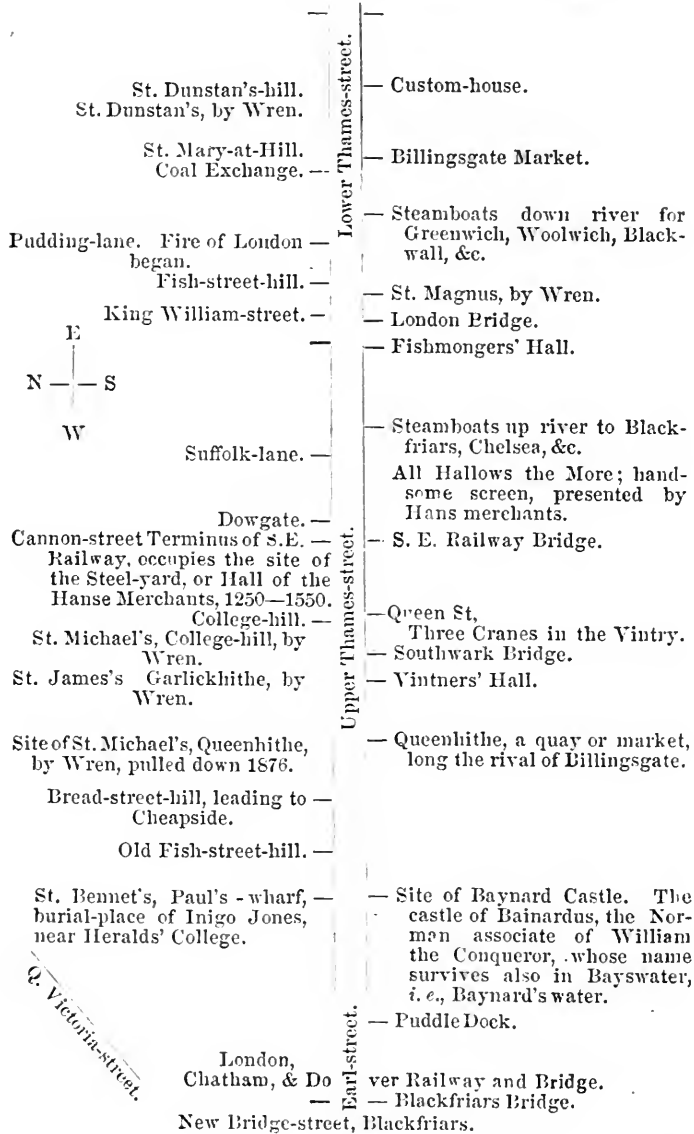 Lower Thames-street.
St. Dunstan's-hill.
St. Dunstan's, by Wren.
— Custom-house.
St. Mary-at-Hill.
Coal Exchange. —
— Billingsgate Market.
— Steamboats down river for
Greenwich, Woolwich, Black-
wall, &c.
Pudding-lane. Fire of London —
began.
Fish-street-hill. —
King William-street. —
— St. Magnus, by Wren.
— London Bridge.
— Fishmongers' Hall.
E
N — S
W
— Steamboats up river to Black-
friars, Chelsea, &c.
Suffolk-lane. —
All Hallows the More; hand-
some screen, presented by
Hans merchants.
Upper Thames-street.
Dowgate. —
Cannon-street Terminus of S.E. —
Railway, occupies the site of
the Steel-yard, or Hall of the
Hanse Merchants, 1250—1550.
— S. E. Railway Bridge.
College-hill. —
St. Michael's, College-hill, by
Wren.
St. James's Garlickhithe, by
Wren.
— Queen St,
Three Cranes in the Vintry.
— Southwark Bridge.
— Vintners' Hall.
Site of St. Michael's, Queenhithe,
by Wren, pulled down 1876.
— Queenhithe, a quay or market,
long the rival of Billingsgate.
Bread-street-hill, leading to —
Cheapside.
Old Fish-street-hill. —
St. Bennet's, Paul's-wharf, —
burial-place of Inigo Jones,
near Heralds' College.
— Site of Baynard Castle. The
castle of Bainardus, the Nor-
man associate of William
the Conqueror, whose name
survives also in Bayswater,
i. e., Baynard's water.
Q. Victoria-street.
Earl-street.
— Puddle Dock.
London,
Chatham, & Dover Railway and Bridge.
— — Blackfriars Bridge.
New Bridge-street, Blackfriars.